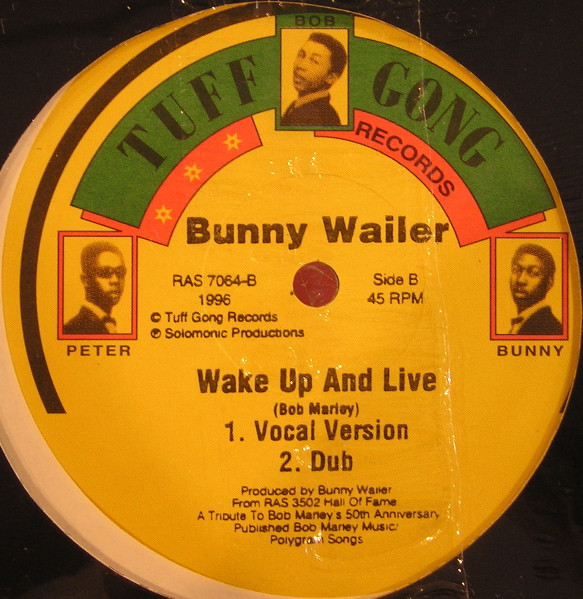 BOB
TUFF GONG
RECORDS
Bunny Wailer
RAS 7064-B
1996
© Tuff Gong Records
℗ Solomonic Productions
Side B
45 RPM
PETER
BUNNY
Wake Up And Live
(Bob Marley)
1. Vocal Version
2. Dub
Produced by Bunny Wailer
From RAS 3502 Hall Of Fame
A Tribute To Bob Marley's 50th Anniversary
Published Bob Marley Music/
Polygram Songs